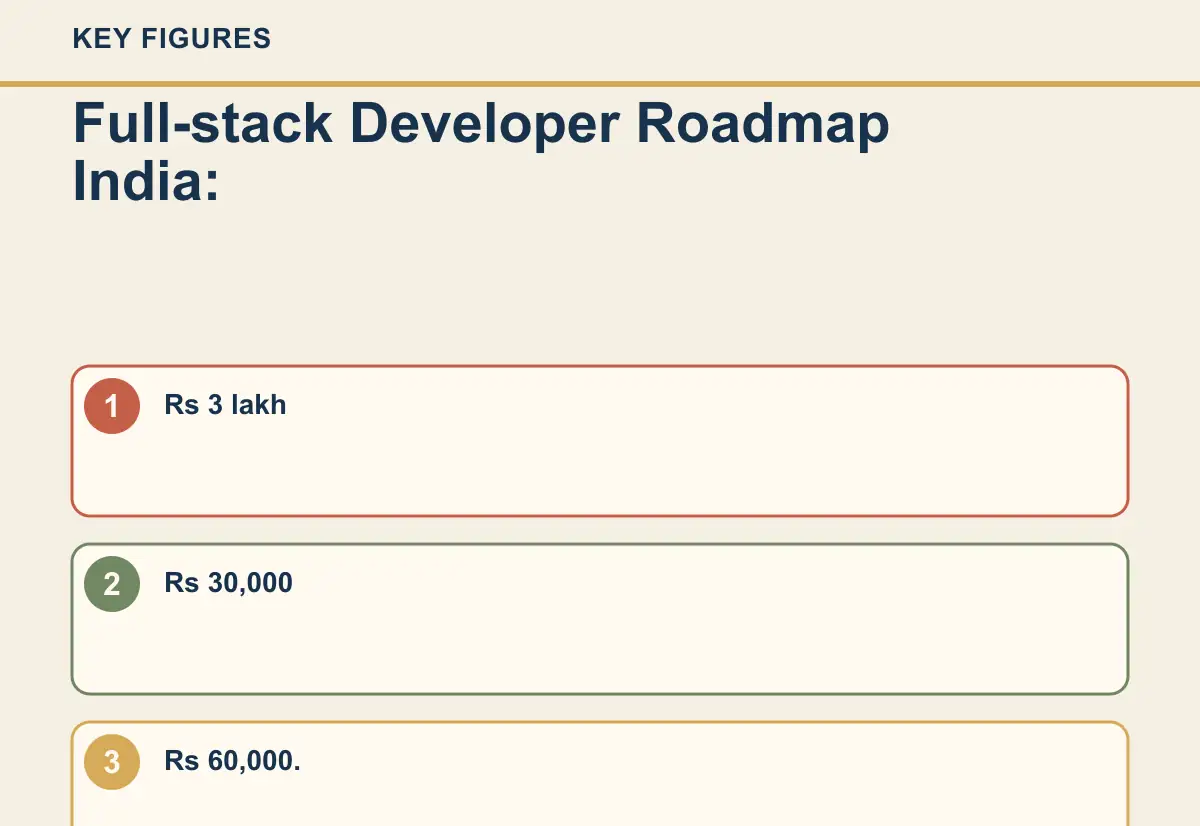 KEY FIGURES
Full-stack Developer Roadmap
India:
1 Rs 3 lakh
2 Rs 30,000
3 Rs 60,000.